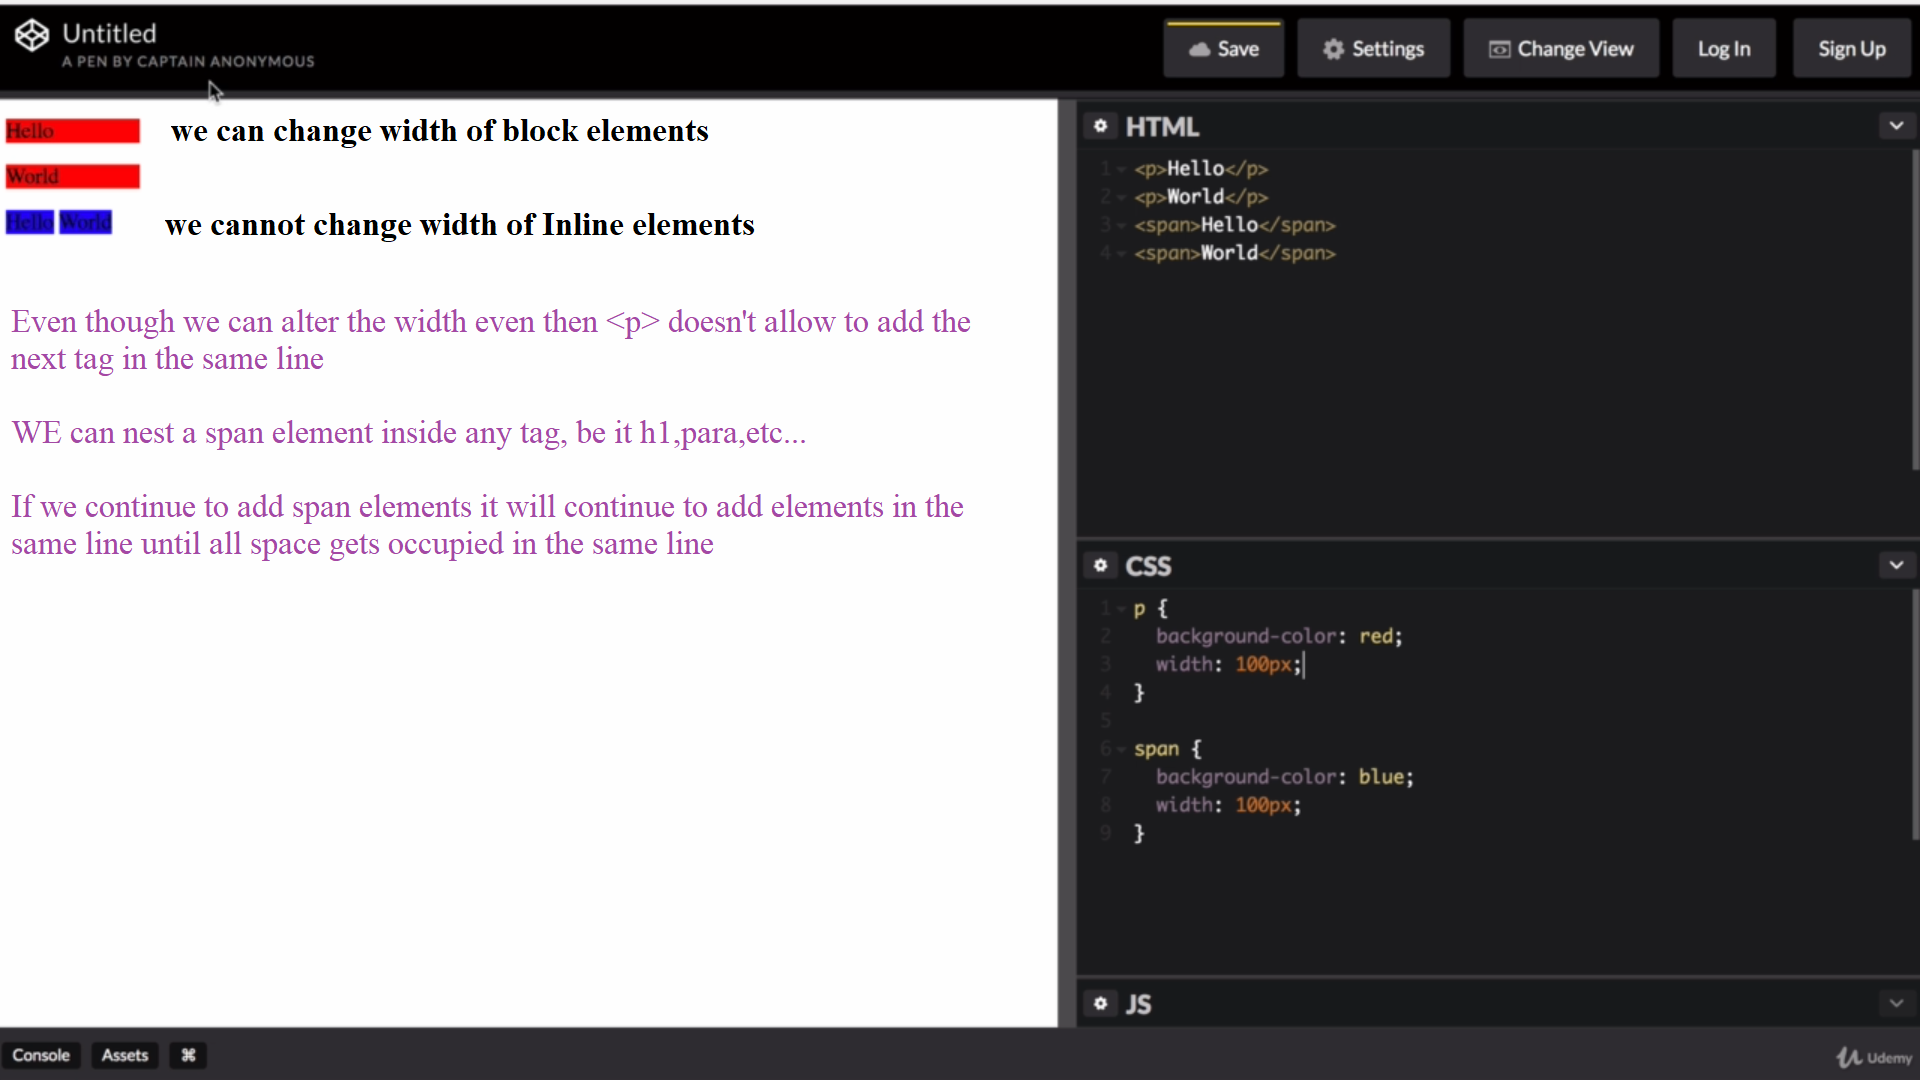 Untitled
A PEN BY CAPTAIN ANONYMOUS
Save
Settings
Change View
Log In
Sign Up
Hello
we can change width of block elements
World
Hello World
we cannot change width of Inline elements
Even though we can alter the width even then <p> doesn't allow to add the
next tag in the same line
WE can nest a span element inside any tag, be it h1,para,etc...
If we continue to add span elements it will continue to add elements in the
same line until all space gets occupied in the same line
HTML
1 <p>Hello</p>
2 <p>World</p>
3 <span>Hello</span>
4 <span>World</span>
CSS
1 p {
2 background-color: red;
3 width: 100px;
4 }
5
6 span {
7 background-color: blue;
8 width: 100px;
9 }
JS
Console
Assets
⌘
Udemy